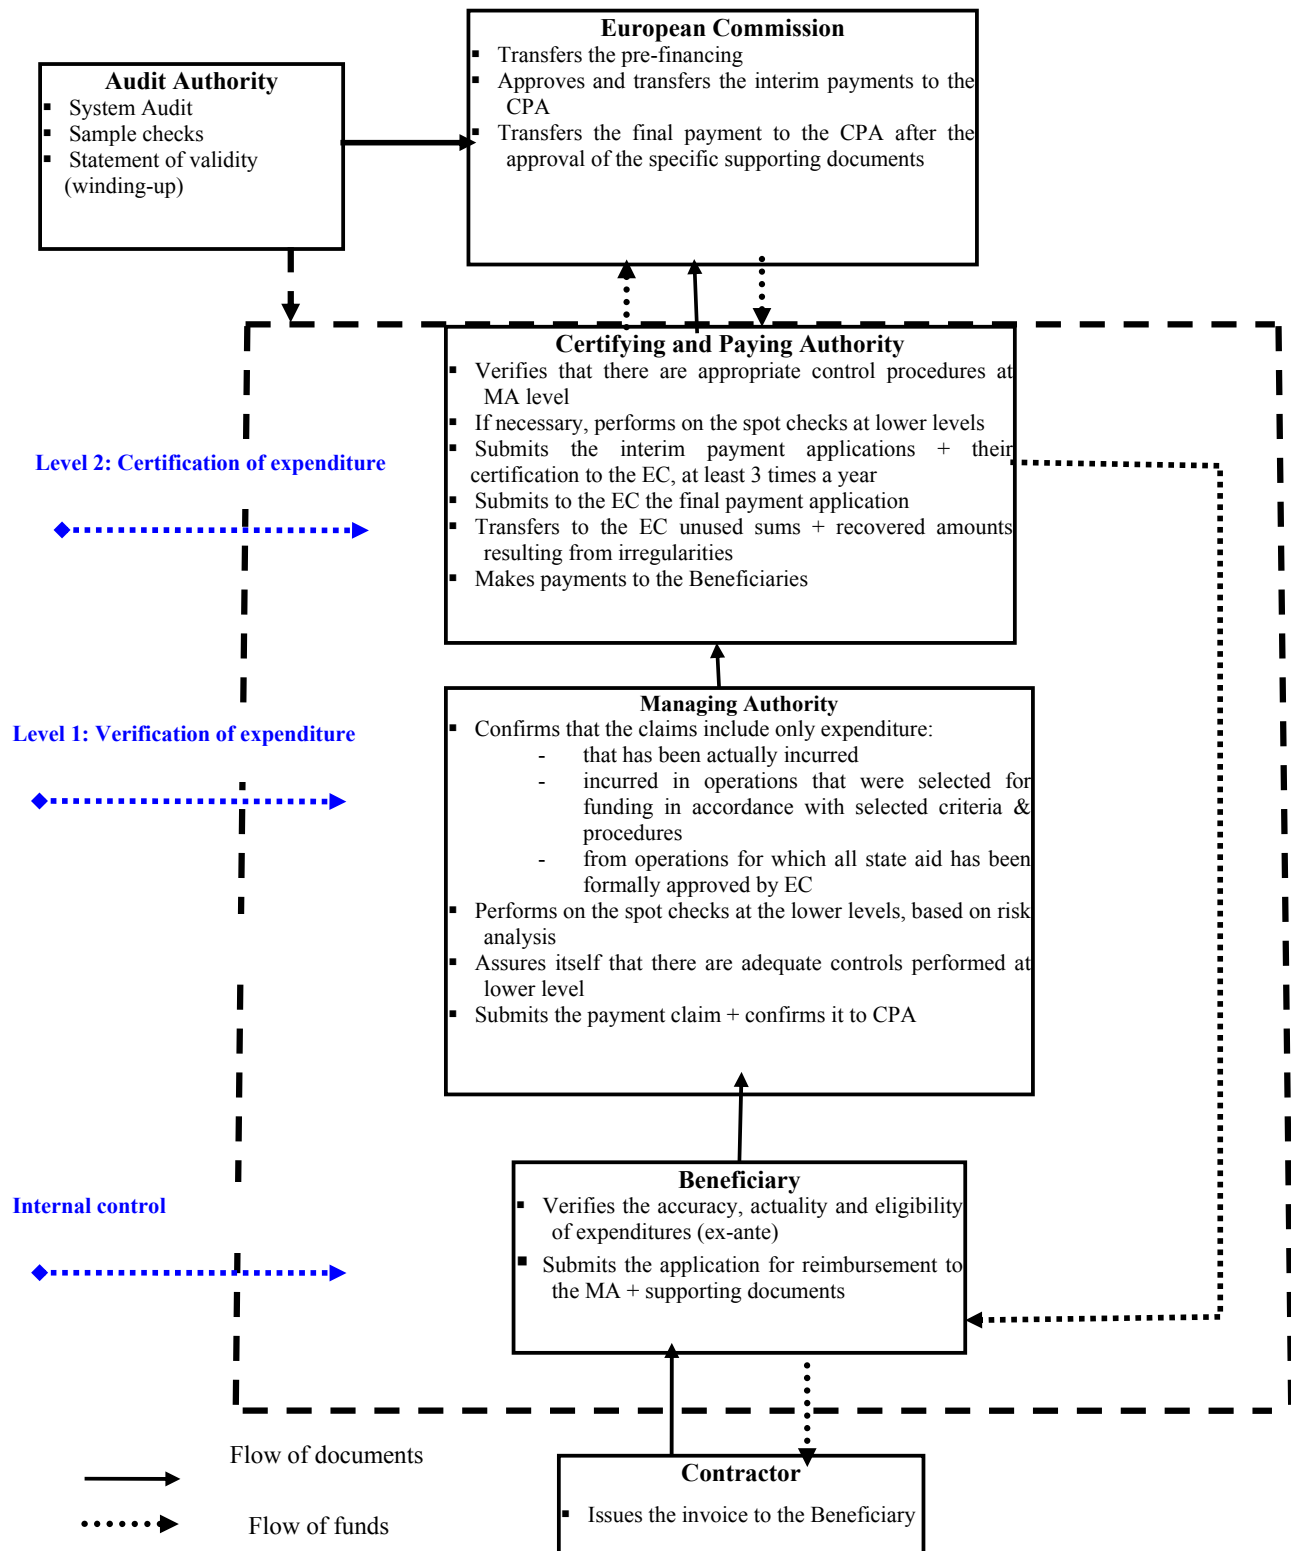 European Commission
▪ Transfers the pre-financing
▪ Approves and transfers the interim payments to the
CPA
▪ Transfers the final payment to the CPA after the
approval of the specific supporting documents
Audit Authority
▪ System Audit
▪ Sample checks
▪ Statement of validity
(winding-up)
Certifying and Paying Authority
▪ Verifies that there are appropriate control procedures at
MA level
▪ If necessary, performs on the spot checks at lower levels
▪ Submits the interim payment applications + their
certification to the EC, at least 3 times a year
▪ Submits to the EC the final payment application
▪ Transfers to the EC unused sums + recovered amounts
resulting from irregularities
▪ Makes payments to the Beneficiaries
Level 2: Certification of expenditure
Managing Authority
▪ Confirms that the claims include only expenditure:
- that has been actually incurred
- incurred in operations that were selected for
funding in accordance with selected criteria &
procedures
- from operations for which all state aid has been
formally approved by EC
▪ Performs on the spot checks at the lower levels, based on risk
analysis
▪ Assures itself that there are adequate controls performed at
lower level
▪ Submits the payment claim + confirms it to CPA
Level 1: Verification of expenditure
Beneficiary
▪ Verifies the accuracy, actuality and eligibility
of expenditures (ex-ante)
▪ Submits the application for reimbursement to
the MA + supporting documents
Internal control
Contractor
▪ Issues the invoice to the Beneficiary
Flow of documents
Flow of funds